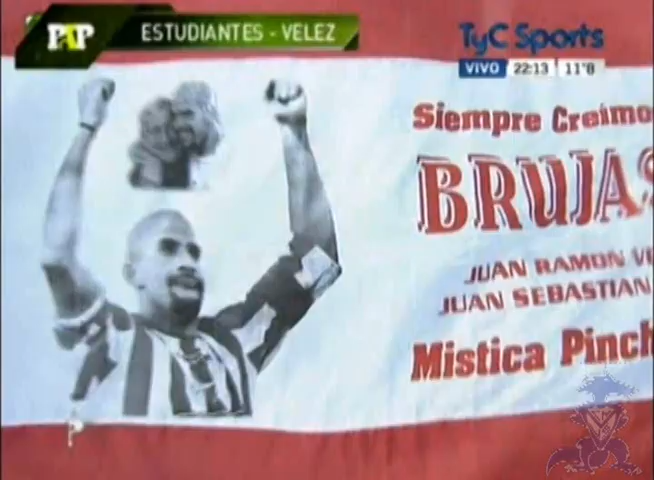 PXP
ESTUDIANTES - VELEZ
TyC Sports
VIVO 22:13 11°8
Siempre Creimo
BRUJAS
JUAN RAMON VE
JUAN SEBASTIAN
Mistica Pinch